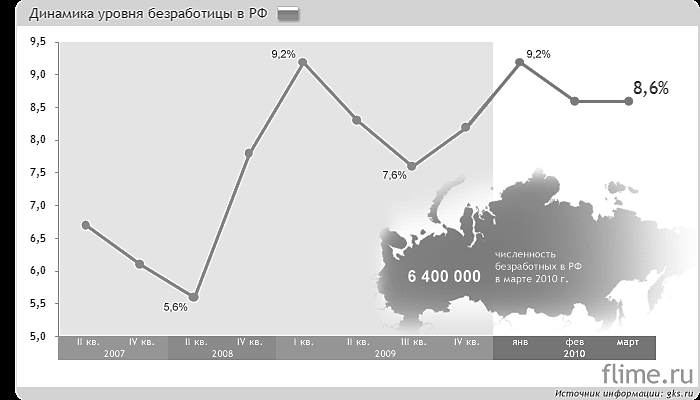 Динамика уровня безработицы в РФ
9,5
9,0
8,5
8,0
7,5
7,0
6,5
6,0
5,5
5,0
9,2%
9,2%
8,6%
7,6%
5,6%
6 400 000
численность
безработных в РФ
в марте 2010 г.
II кв. IV кв. II кв. IV кв. I кв. II кв. III кв. IV кв. янв фев март
2007 2008 2009 2010
flime.ru
Источник информации: gks.ru